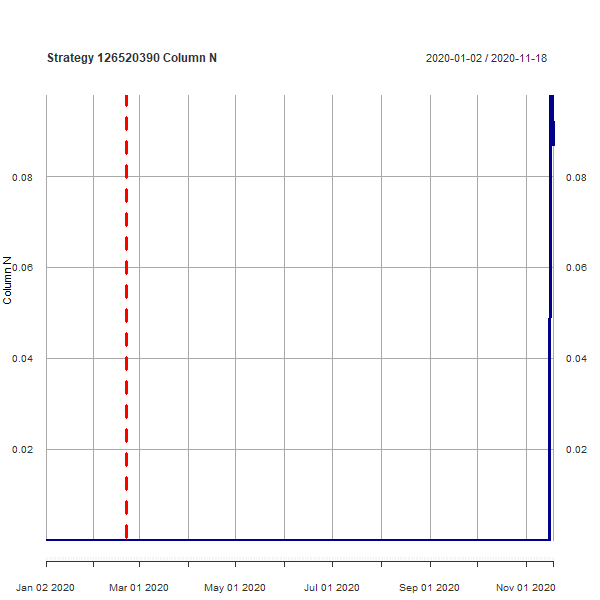 Strategy 126520390 Column N
2020-01-02 / 2020-11-18
Column N
0.08
0.08
0.06
0.06
0.04
0.04
0.02
0.02
Jan 02 2020
Mar 01 2020
May 01 2020
Jul 01 2020
Sep 01 2020
Nov 01 2020